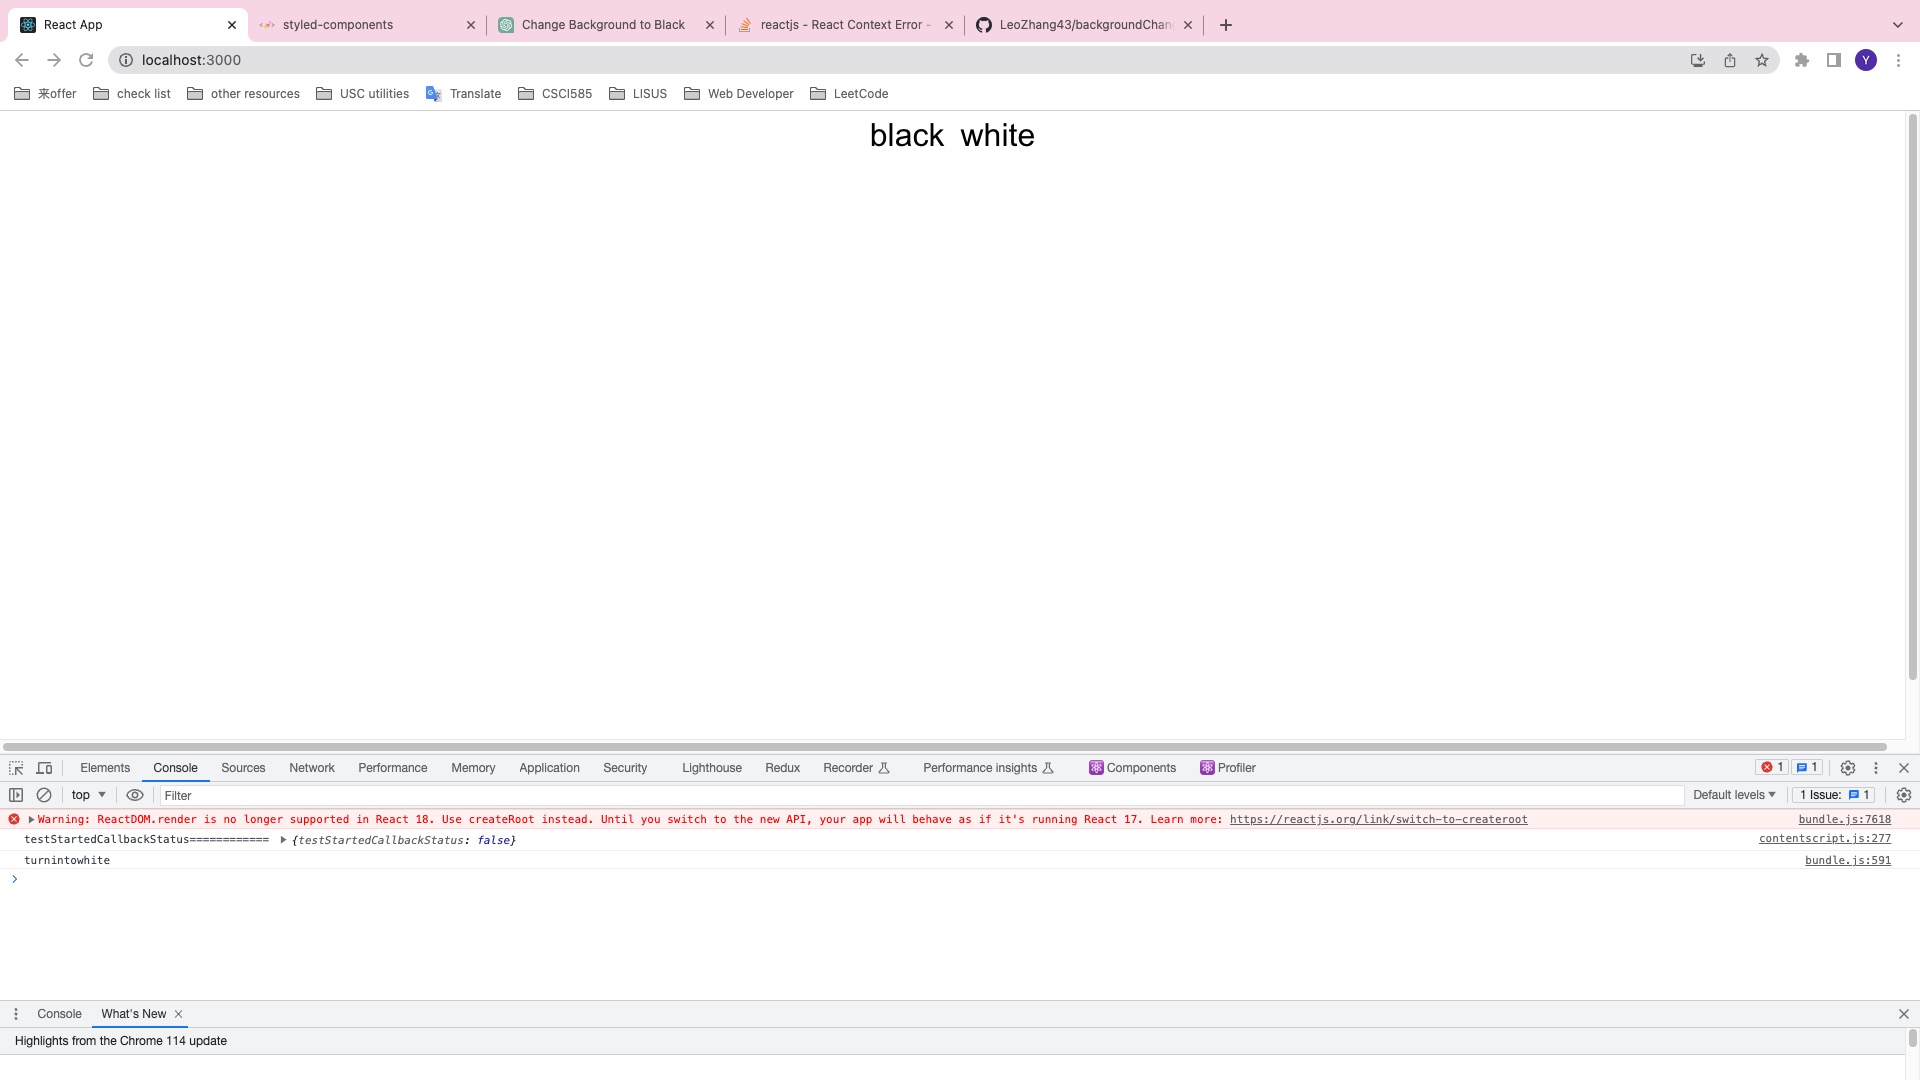 React App styled-components Change Background to Black reactjs - React Context Error - LeoZhang43/backgroundChan
localhost:3000 Y
来offer check list other resources USC utilities Translate CSCI585 LISUS Web Developer LeetCode
black white
Elements Console Sources Network Performance Memory Application Security Lighthouse Redux Recorder Performance insights Components Profiler 1 1
top Filter Default levels 1 Issue: 1
Warning: ReactDOM.render is no longer supported in React 18. Use createRoot instead. Until you switch to the new API, your app will behave as if it's running React 17. Learn more: https://reactjs.org/link/switch-to-createroot bundle.js:7618
testStartedCallbackStatus============ {testStartedCallbackStatus: false} contentscript.js:277
turnintowhite bundle.js:591
Console What's New
Highlights from the Chrome 114 update